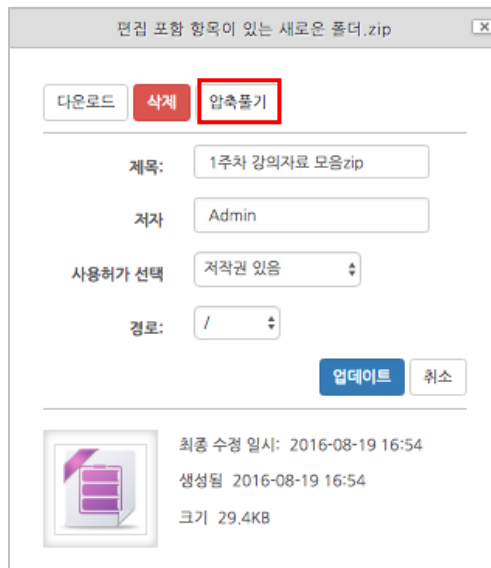 편집 포함 항목이 있는 새로운 폴더.zip
다운로드 삭제 압축풀기
제목: 1주차 강의자료 모음zip
저자 Admin
사용허가 선택 저작권 있음
경로: /
업데이트 취소
최종 수정 일시: 2016-08-19 16:54
생성됨 2016-08-19 16:54
크기 29.4KB